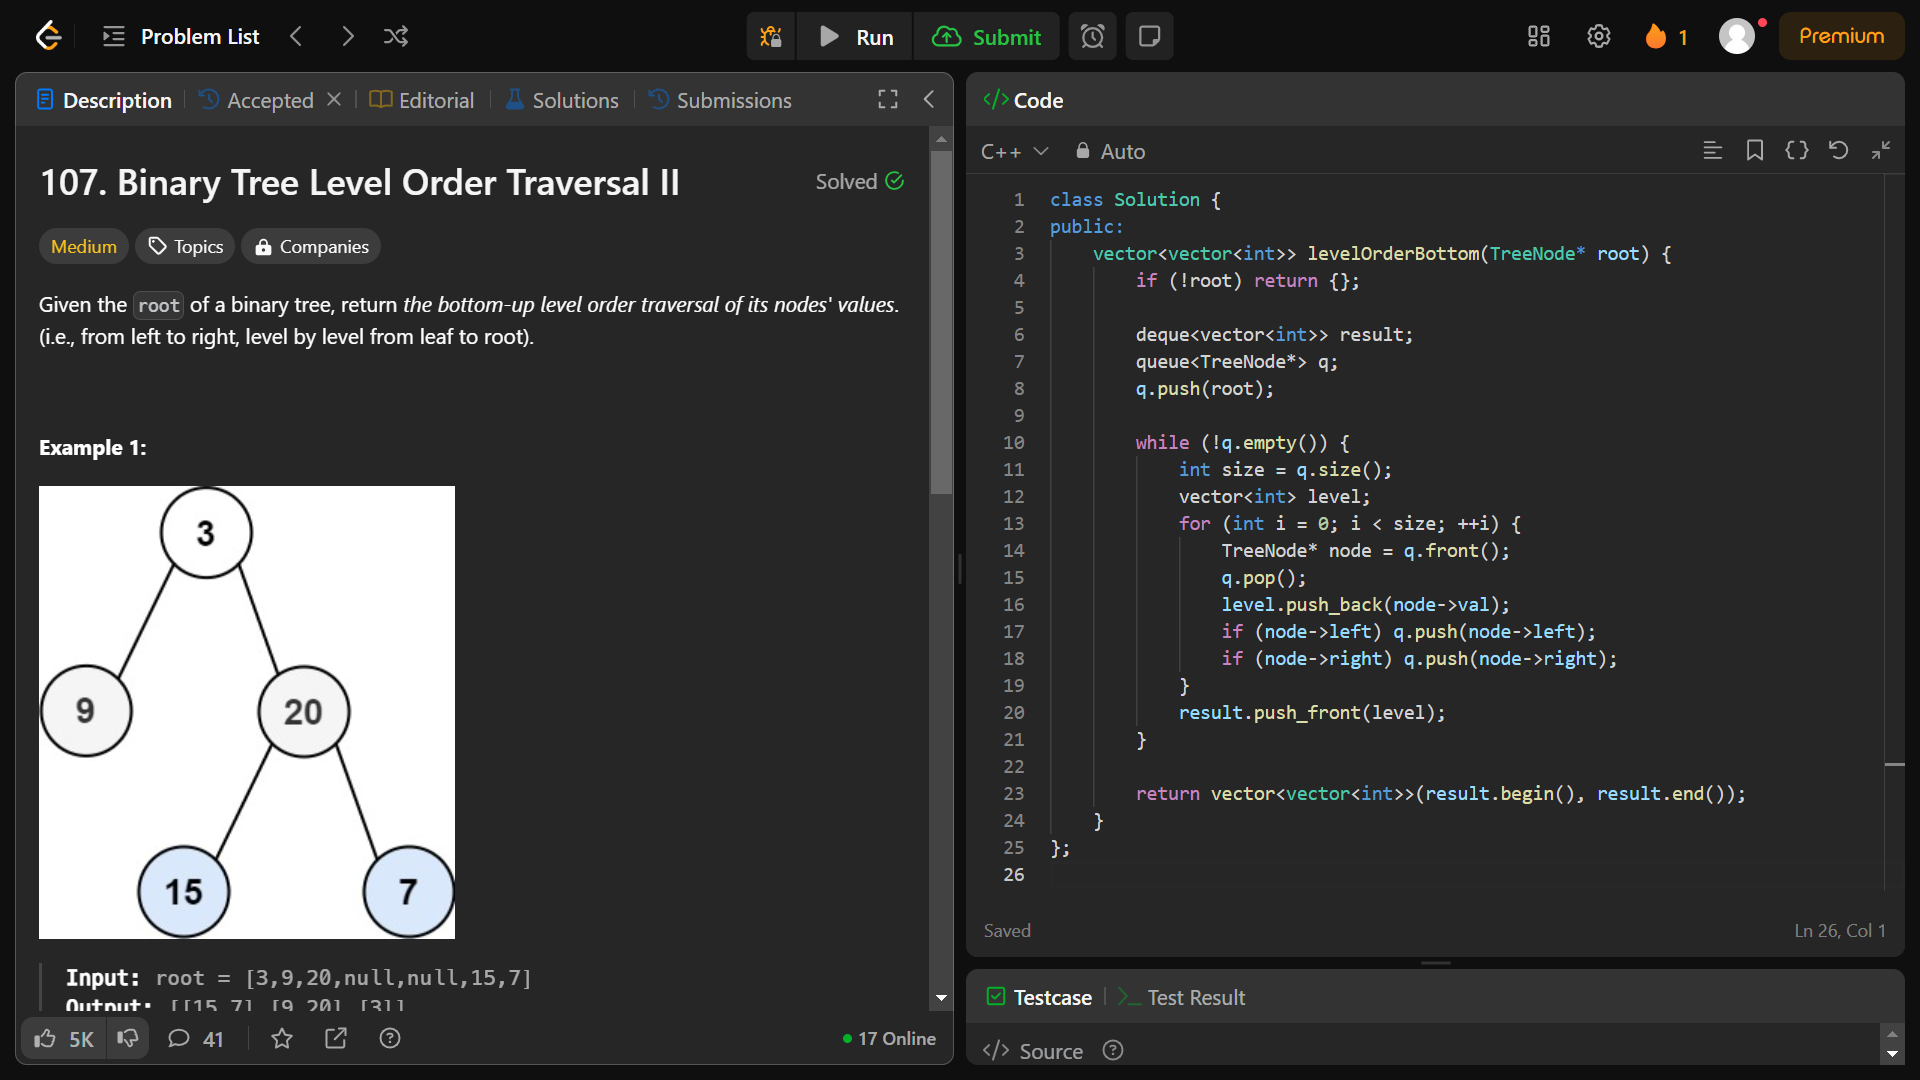 Problem List
Run
Submit
1
Premium
Description
Accepted
Editorial
Solutions
Submissions
107. Binary Tree Level Order Traversal II
Solved
Medium
Topics
Companies
Given the root of a binary tree, return the bottom-up level order traversal of its nodes' values.
(i.e., from left to right, level by level from leaf to root).
Example 1:
3
9
20
15
7
Input: root = [3,9,20,null,null,15,7]
Output: [[15,7],[9,20],[3]]
5K
41
17 Online
</> Code
C++
Auto
1 class Solution {
2 public:
3 vector<vector<int>> levelOrderBottom(TreeNode* root) {
4 if (!root) return {};
5
6 deque<vector<int>> result;
7 queue<TreeNode*> q;
8 q.push(root);
9
10 while (!q.empty()) {
11 int size = q.size();
12 vector<int> level;
13 for (int i = 0; i < size; ++i) {
14 TreeNode* node = q.front();
15 q.pop();
16 level.push_back(node->val);
17 if (node->left) q.push(node->left);
18 if (node->right) q.push(node->right);
19 }
20 result.push_front(level);
21 }
22
23 return vector<vector<int>>(result.begin(), result.end());
24 }
25 };
26
Saved
Ln 26, Col 1
Testcase
Test Result
</> Source